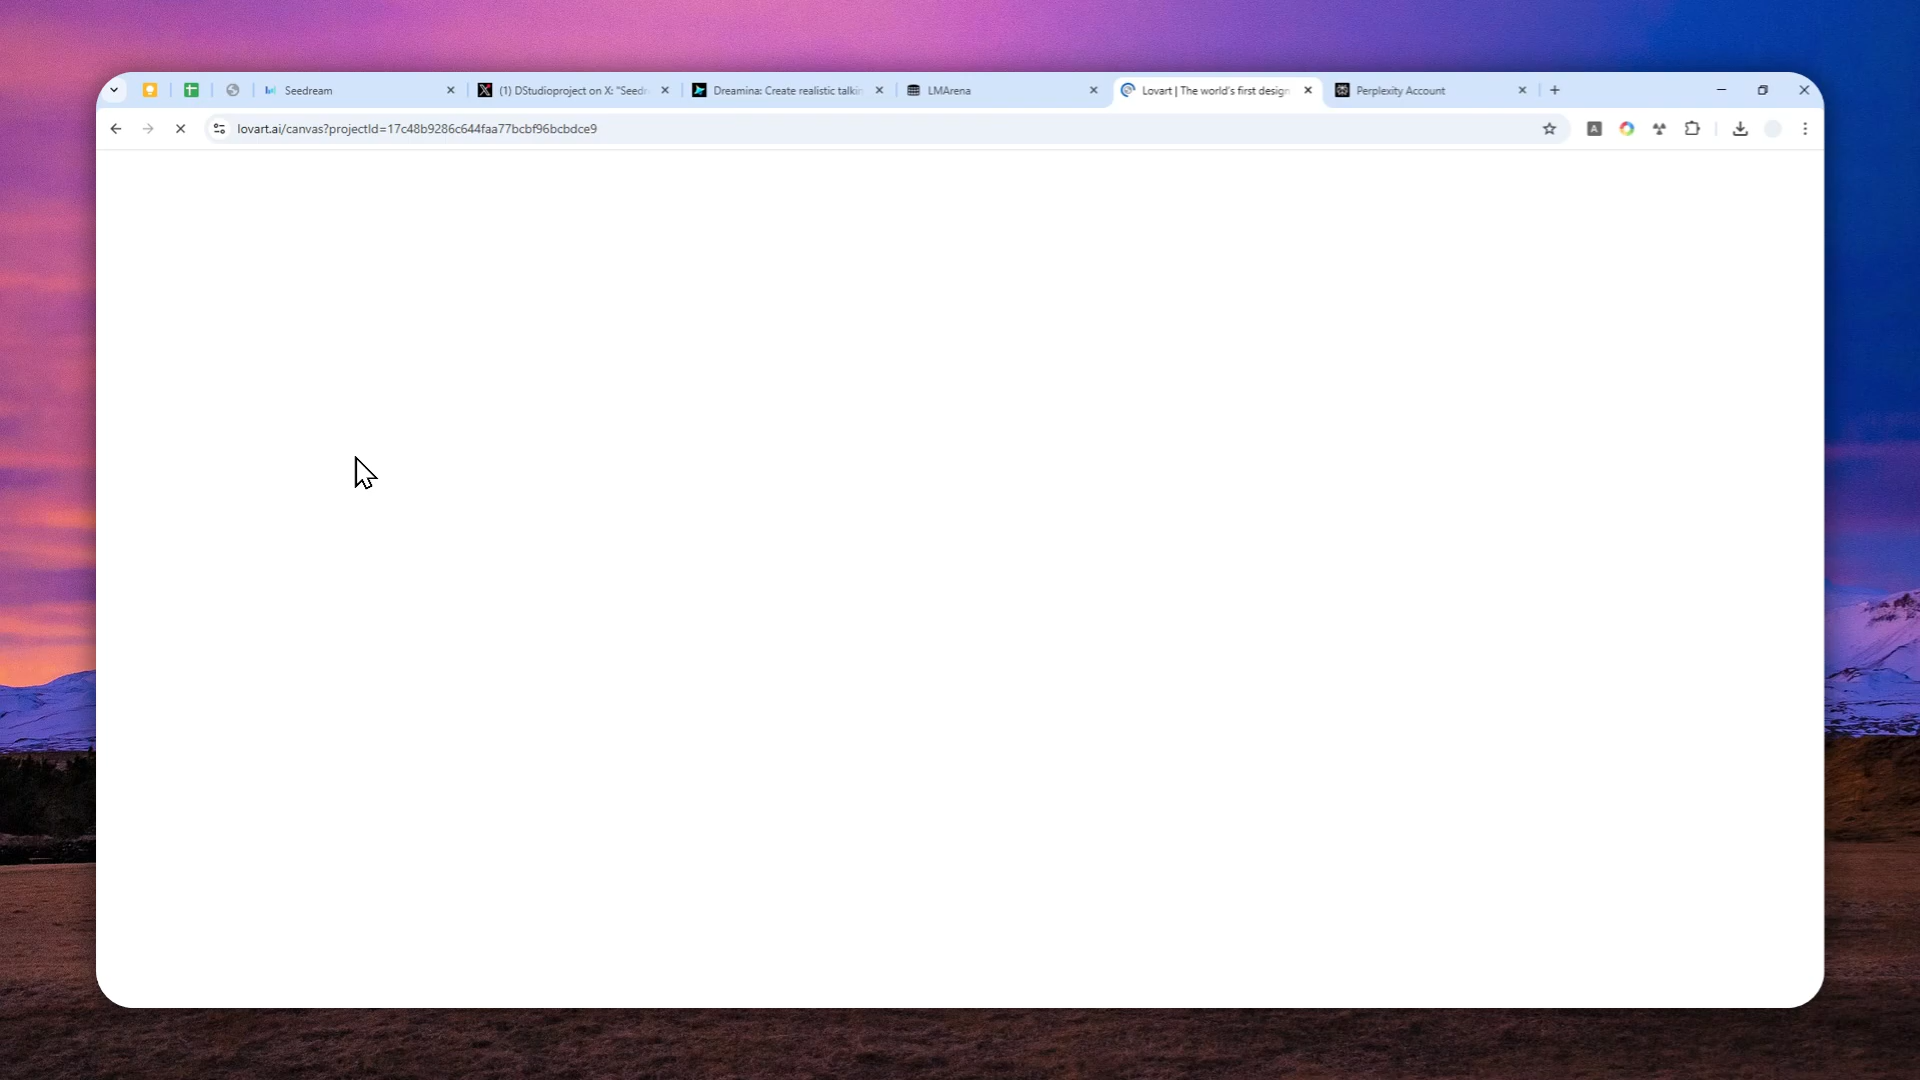 Seedream
(1) DStudioproject on X: "Seedr
Dreamina: Create realistic talkin
LMArena
Lovart | The world's first design
Perplexity Account
lovart.ai/canvas?projectId=17c48b9286c644faa77bcbf96bcbdce9
A